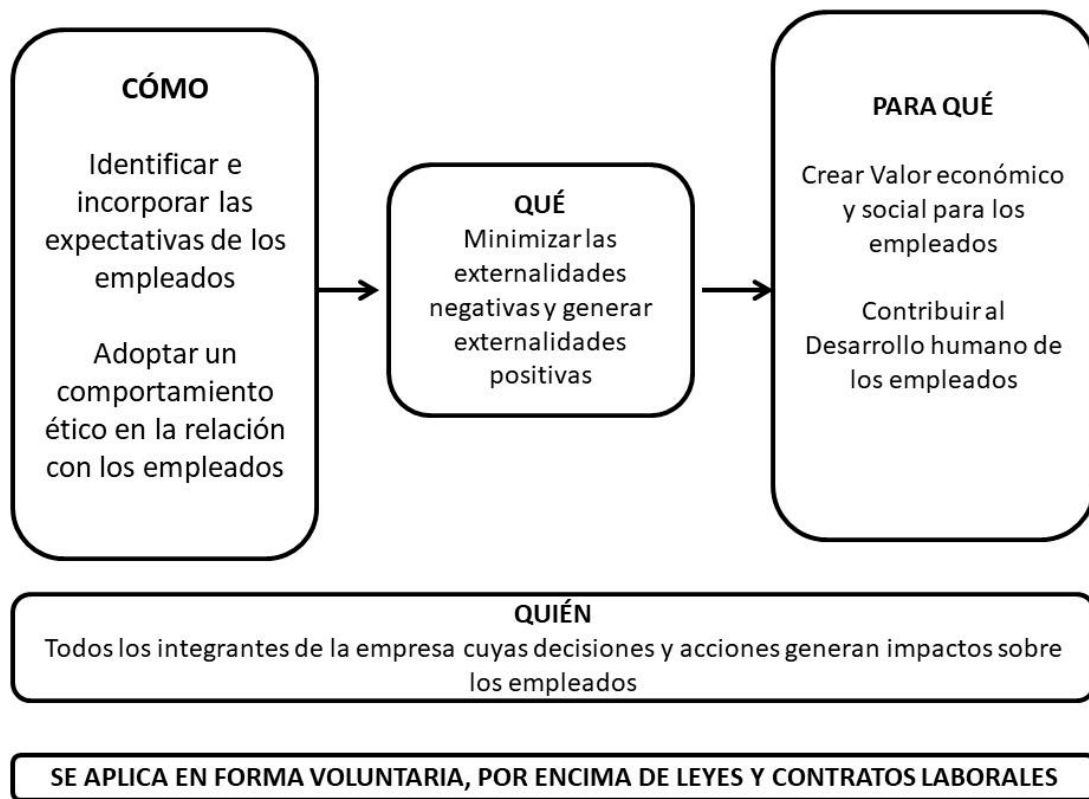 CÓMO
Identificar e
incorporar las
expectativas de los
empleados
Adoptar un
comportamiento
ético en la relación
con los empleados
QUÉ
Minimizar las
externalidades
negativas y generar
externalidades
positivas
PARA QUÉ
Crear Valor económico
y social para los
empleados
Contribuir al
Desarrollo humano de
los empleados
QUIÉN
Todos los integrantes de la empresa cuyas decisiones y acciones generan impactos sobre
los empleados
SE APLICA EN FORMA VOLUNTARIA, POR ENCIMA DE LEYES Y CONTRATOS LABORALES